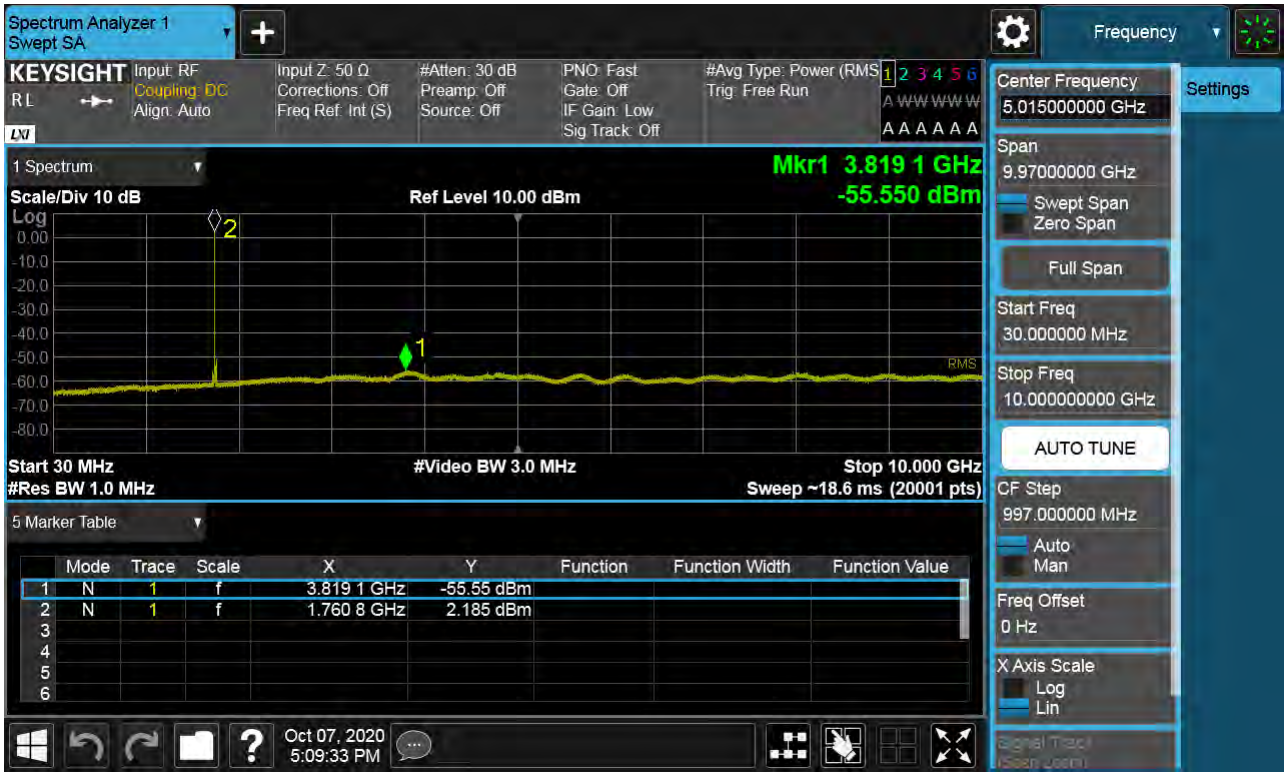 Spectrum Analyzer 1
Swept SA
+
Frequency
KEYSIGHT
R L
LXI
Input: RF
Coupling: DC
Align: Auto
Input Z: 50 Ω
Corrections: Off
Freq Ref: Int (S)
#Atten: 30 dB
Preamp: Off
Source: Off
PNO: Fast
Gate: Off
IF Gain: Low
Sig Track: Off
#Avg Type: Power (RMS
Trig: Free Run
1 2 3 4 5 6
A W W W W W
A A A A A A
1 Spectrum
Mkr1 3.819 1 GHz
-55.550 dBm
Scale/Div 10 dB
Ref Level 10.00 dBm
Log
0.00
-10.0
-20.0
-30.0
-40.0
-50.0
-60.0
-70.0
-80.0
2
1
RMS
Start 30 MHz
#Video BW 3.0 MHz
Stop 10.000 GHz
#Res BW 1.0 MHz
Sweep ~18.6 ms (20001 pts)
5 Marker Table
Mode Trace Scale X Y Function Function Width Function Value
1 N 1 f 3.819 1 GHz -55.55 dBm
2 N 1 f 1.760 8 GHz 2.185 dBm
3
4
5
6
?
Oct 07, 2020
5:09:33 PM
Center Frequency
5.015000000 GHz
Settings
Span
9.97000000 GHz
Swept Span
Zero Span
Full Span
Start Freq
30.000000 MHz
Stop Freq
10.000000000 GHz
AUTO TUNE
CF Step
997.000000 MHz
Auto
Man
Freq Offset
0 Hz
X Axis Scale
Log
Lin
Signal Track
(Span Zoom)